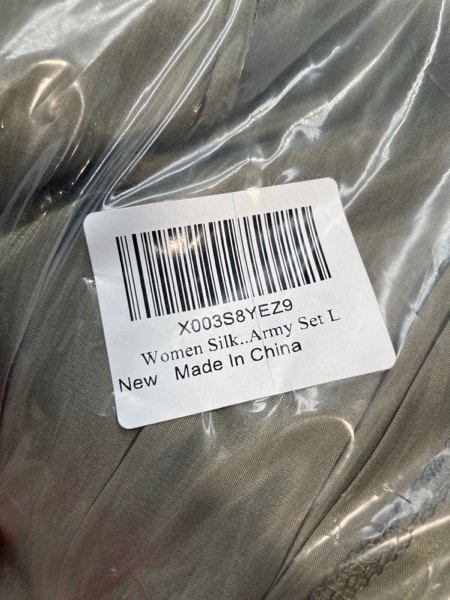 X003S8YEZ9
Women Silk..Army Set L
New Made In China